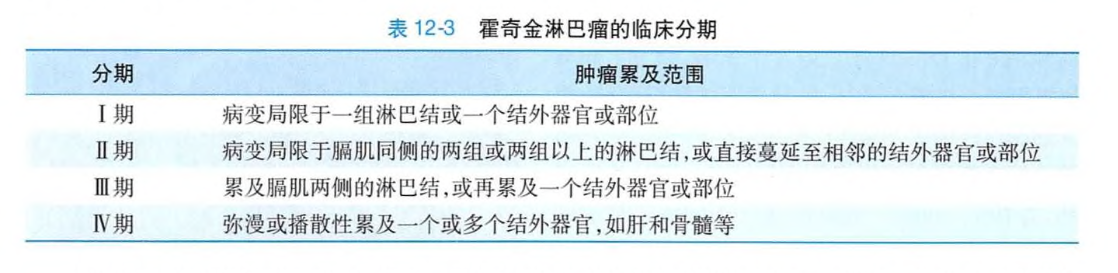 表 12-3 霍奇金淋巴瘤的临床分期
分期 肿瘤累及范围
Ⅰ期 病变局限于一组淋巴结或一个结外器官或部位
Ⅱ期 病变局限于膈肌同侧的两组或两组以上的淋巴结,或直接蔓延至相邻的结外器官或部位
Ⅲ期 累及膈肌两侧的淋巴结,或再累及一个结外器官或部位
Ⅳ期 弥漫或播散性累及一个或多个结外器官,如肝和骨髓等